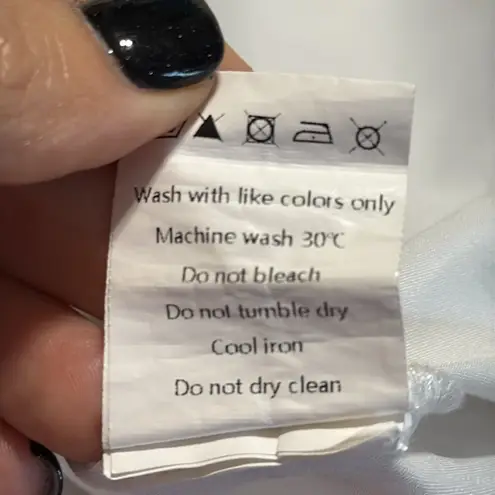 Wash with like colors only
Machine wash 30°C
Do not bleach
Do not tumble dry
Cool iron
Do not dry clean